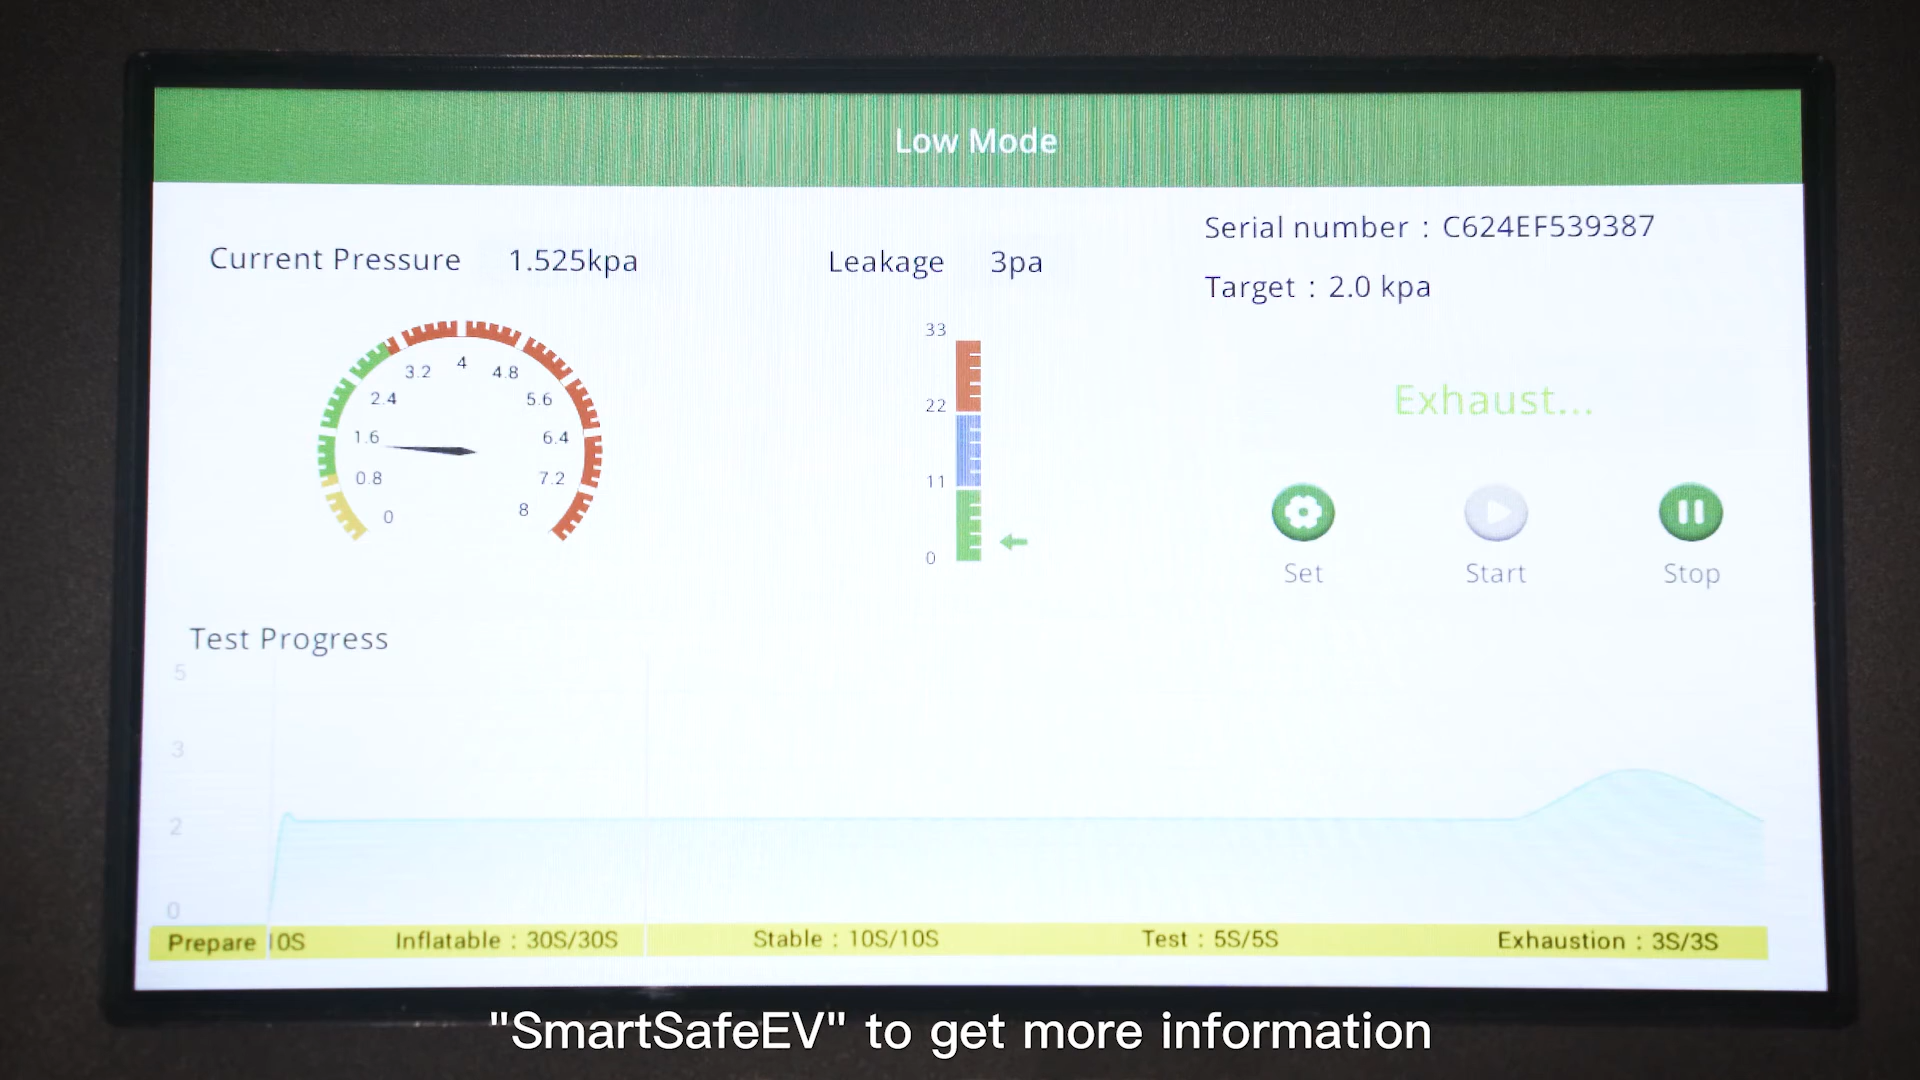 Low Mode
Current Pressure 1.525kpa
Leakage 3pa
Serial number : C624EF539387
Target : 2.0 kpa
0
0.8
1.6
2.4
3.2
4
4.8
5.6
6.4
7.2
8
33
22
11
0
Exhaust...
Set
Start
Stop
Test Progress
5
3
2
0
Prepare 10S
Inflatable : 30S/30S
Stable : 10S/10S
Test : 5S/5S
Exhaustion : 3S/3S
"SmartSafeEV" to get more information